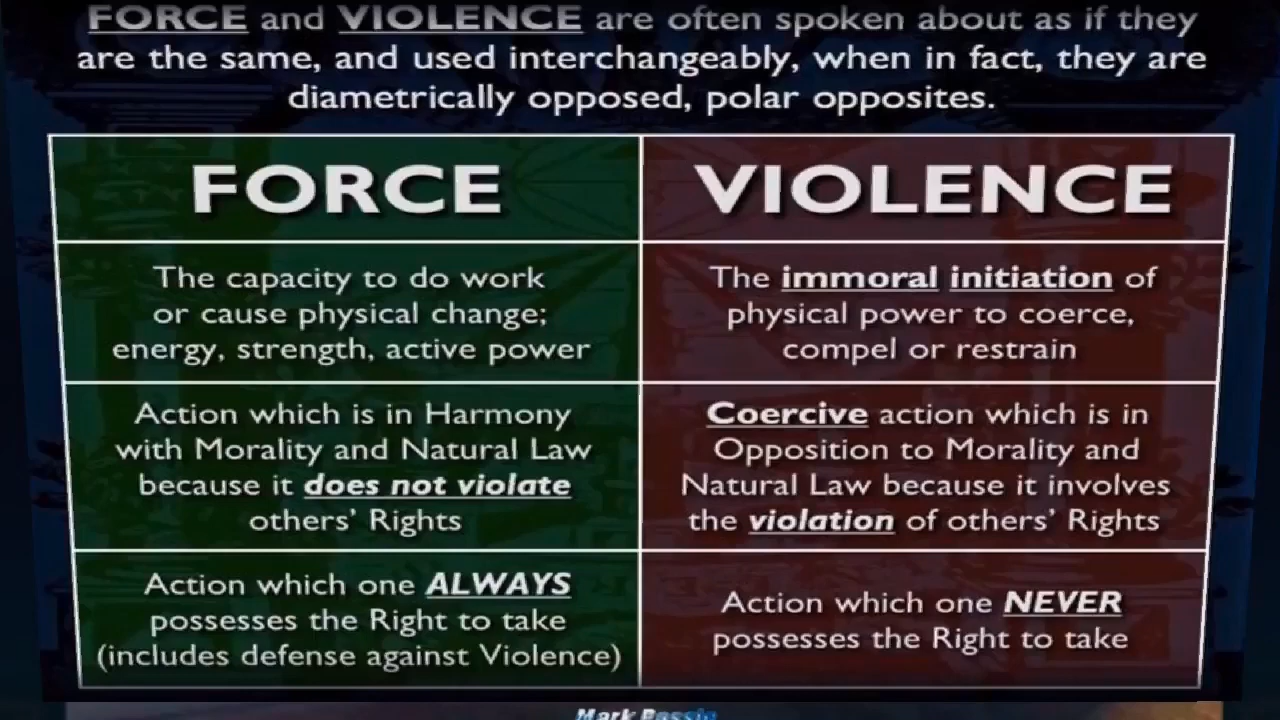 FORCE and VIOLENCE are often spoken about as if they
are the same, and used interchangeably, when in fact, they are
diametrically opposed, polar opposites.
FORCE
VIOLENCE
The capacity to do work
or cause physical change;
energy, strength, active power
The immoral initiation of
physical power to coerce,
compel or restrain
Action which is in Harmony
with Morality and Natural Law
because it does not violate
others' Rights
Coercive action which is in
Opposition to Morality and
Natural Law because it involves
the violation of others' Rights
Action which one ALWAYS
possesses the Right to take
(includes defense against Violence)
Action which one NEVER
possesses the Right to take
Mark